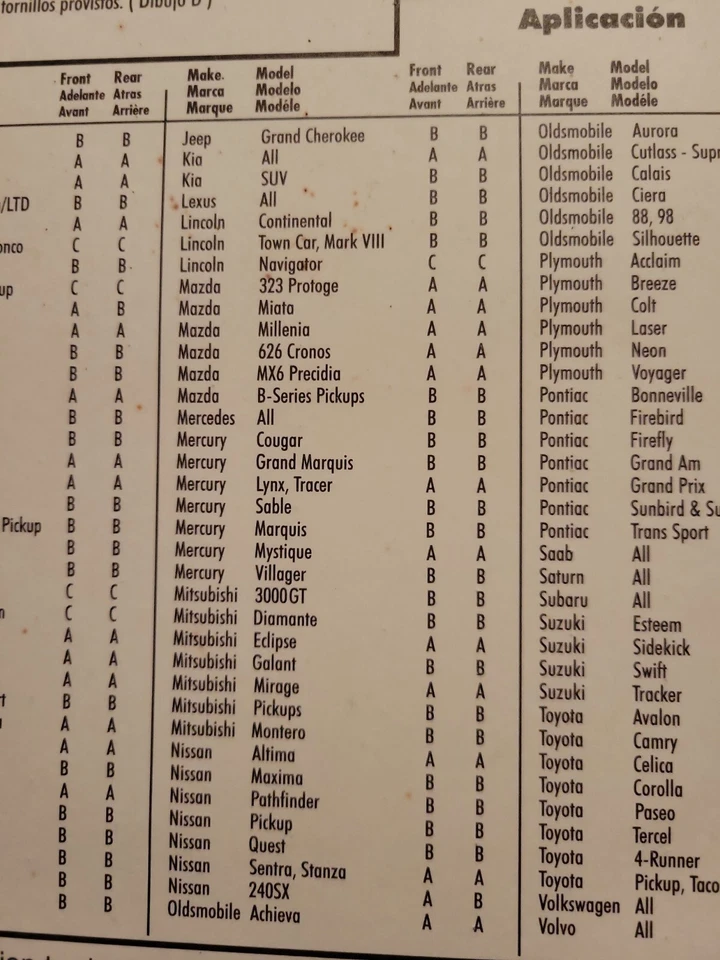 tornillos provistos. ( Dibujo D )
Aplicación
Front Rear Make Model Front Rear Make Model
Adelante Atras Marca Modelo Adelante Atras Marca Modelo
Avant Arrière Marque Modéle Avant Arrière Marque Modéle
B B Jeep Grand Cherokee B B Oldsmobile Aurora
A A Kia All A A Oldsmobile Cutlass - Supr
A A Kia SUV B B Oldsmobile Calais
/LTD B B Lexus All B B Oldsmobile Ciera
A A Lincoln Continental B B Oldsmobile 88, 98
onco C C Lincoln Town Car, Mark VIII B B Oldsmobile Silhouette
B B Lincoln Navigator C C Plymouth Acclaim
up C C Mazda 323 Protoge A A Plymouth Breeze
A B Mazda Miata A A Plymouth Colt
A A Mazda Millenia A A Plymouth Laser
B B Mazda 626 Cronos A A Plymouth Neon
B B Mazda MX6 Precidia A A Plymouth Voyager
A A Mazda B-Series Pickups B B Pontiac Bonneville
B B Mercedes All B B Pontiac Firebird
B B Mercury Cougar B B Pontiac Firefly
A A Mercury Grand Marquis B B Pontiac Grand Am
A A Mercury Lynx, Tracer A A Pontiac Grand Prix
B B Mercury Sable B B Pontiac Sunbird & Su
Pickup B B Mercury Marquis B B Pontiac Trans Sport
B B Mercury Mystique A A Saab All
B B Mercury Villager B B Saturn All
C C Mitsubishi 3000GT B B Subaru All
C C Mitsubishi Diamante B B Suzuki Esteem
A A Mitsubishi Eclipse A A Suzuki Sidekick
A A Mitsubishi Galant B B Suzuki Swift
A A Mitsubishi Mirage A A Suzuki Tracker
B B Mitsubishi Pickups B B Toyota Avalon
A A Mitsubishi Montero B B Toyota Camry
A A Nissan Altima A A Toyota Celica
B B Nissan Maxima B B Toyota Corolla
A A Nissan Pathfinder B B Toyota Paseo
B B Nissan Pickup B B Toyota Tercel
B B Nissan Quest B B Toyota 4-Runner
B B Nissan Sentra, Stanza A A Toyota Pickup, Taco
B B Nissan 240SX A B Volkswagen All
B B Oldsmobile Achieva A A Volvo All